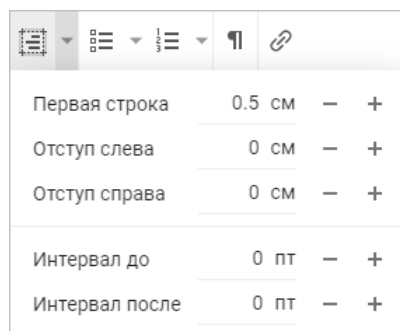 Первая строка 0.5 см − +
Отступ слева 0 см − +
Отступ справа 0 см − +
Интервал до 0 пт − +
Интервал после 0 пт − +